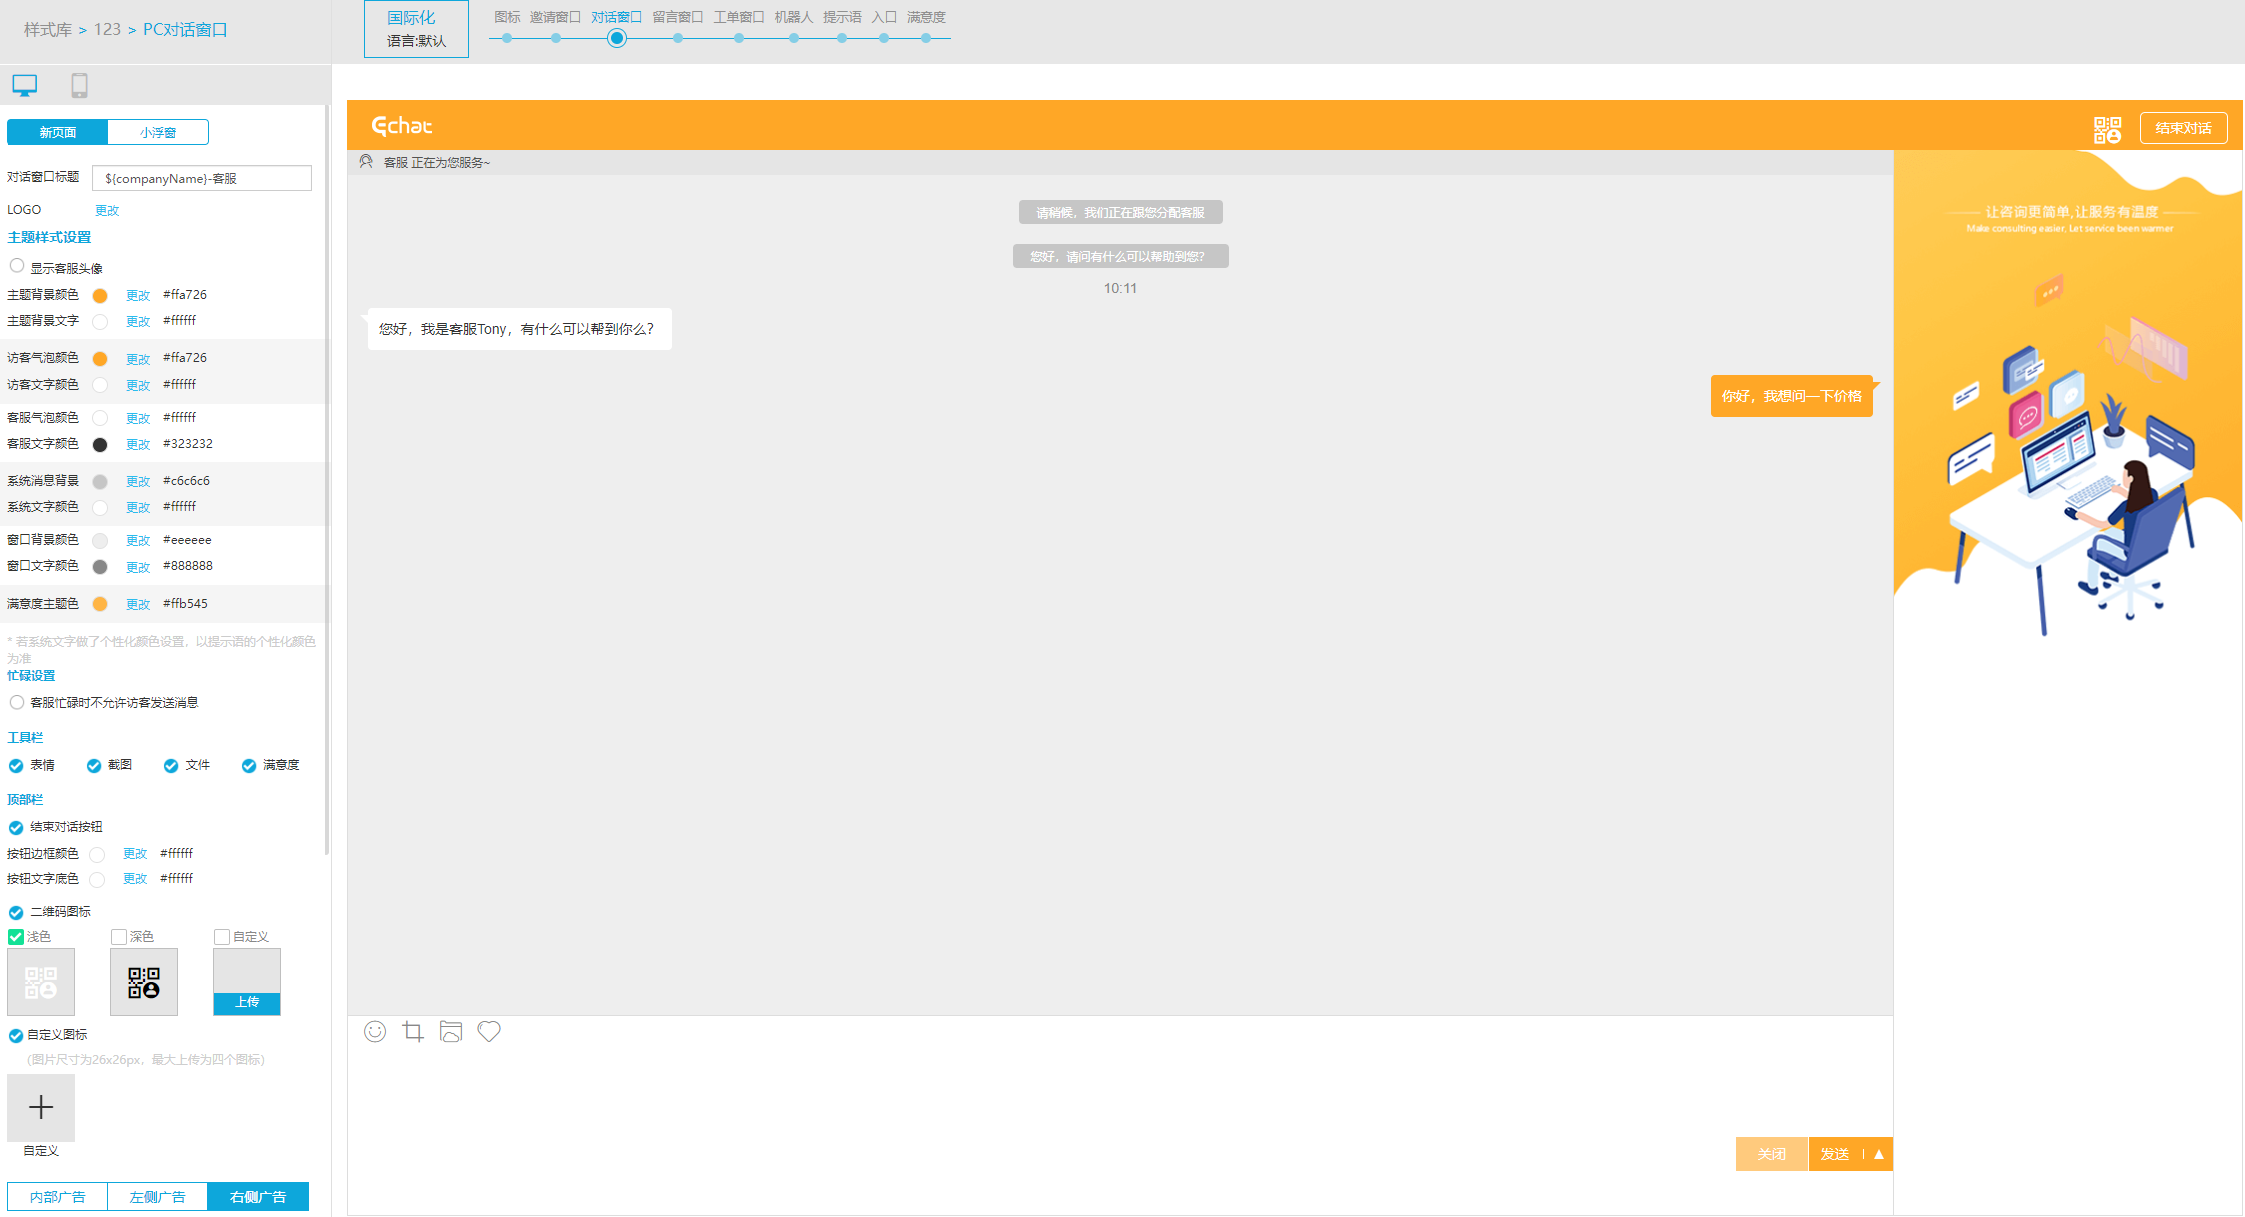 样式库 > 123 > PC对话窗口
国际化
语言:默认
图标 邀请窗口 对话窗口 留言窗口 工单窗口 机器人 提示语 入口 满意度
新页面 小浮窗
对话窗口标题 ${companyName}-客服
LOGO 更改
主题样式设置
显示客服头像
主题背景颜色 更改 #ffa726
主题背景文字 更改 #ffffff
访客气泡颜色 更改 #ffa726
访客文字颜色 更改 #ffffff
客服气泡颜色 更改 #ffffff
客服文字颜色 更改 #323232
系统消息背景 更改 #c6c6c6
系统文字颜色 更改 #ffffff
窗口背景颜色 更改 #eeeeee
窗口文字颜色 更改 #888888
满意度主题色 更改 #ffb545
* 若系统文字做了个性化颜色设置，以提示语的个性化颜色
为准
忙碌设置
客服忙碌时不允许访客发送消息
工具栏
表情 截图 文件 满意度
顶部栏
结束对话按钮
按钮边框颜色 更改 #ffffff
按钮文字底色 更改 #ffffff
二维码图标
浅色 深色 自定义
上传
自定义图标
(图片尺寸为26x26px，最大上传为四个图标)
自定义
内部广告 左侧广告 右侧广告
Echat
结束对话
客服 正在为您服务~
请稍候，我们正在跟您分配客服
您好，请问有什么可以帮助到您?
10:11
您好，我是客服Tony，有什么可以帮到你么?
你好，我想问一下价格
让咨询更简单,让服务有温度
Make consulting easier, Let service been warmer
关闭 发送 ▲